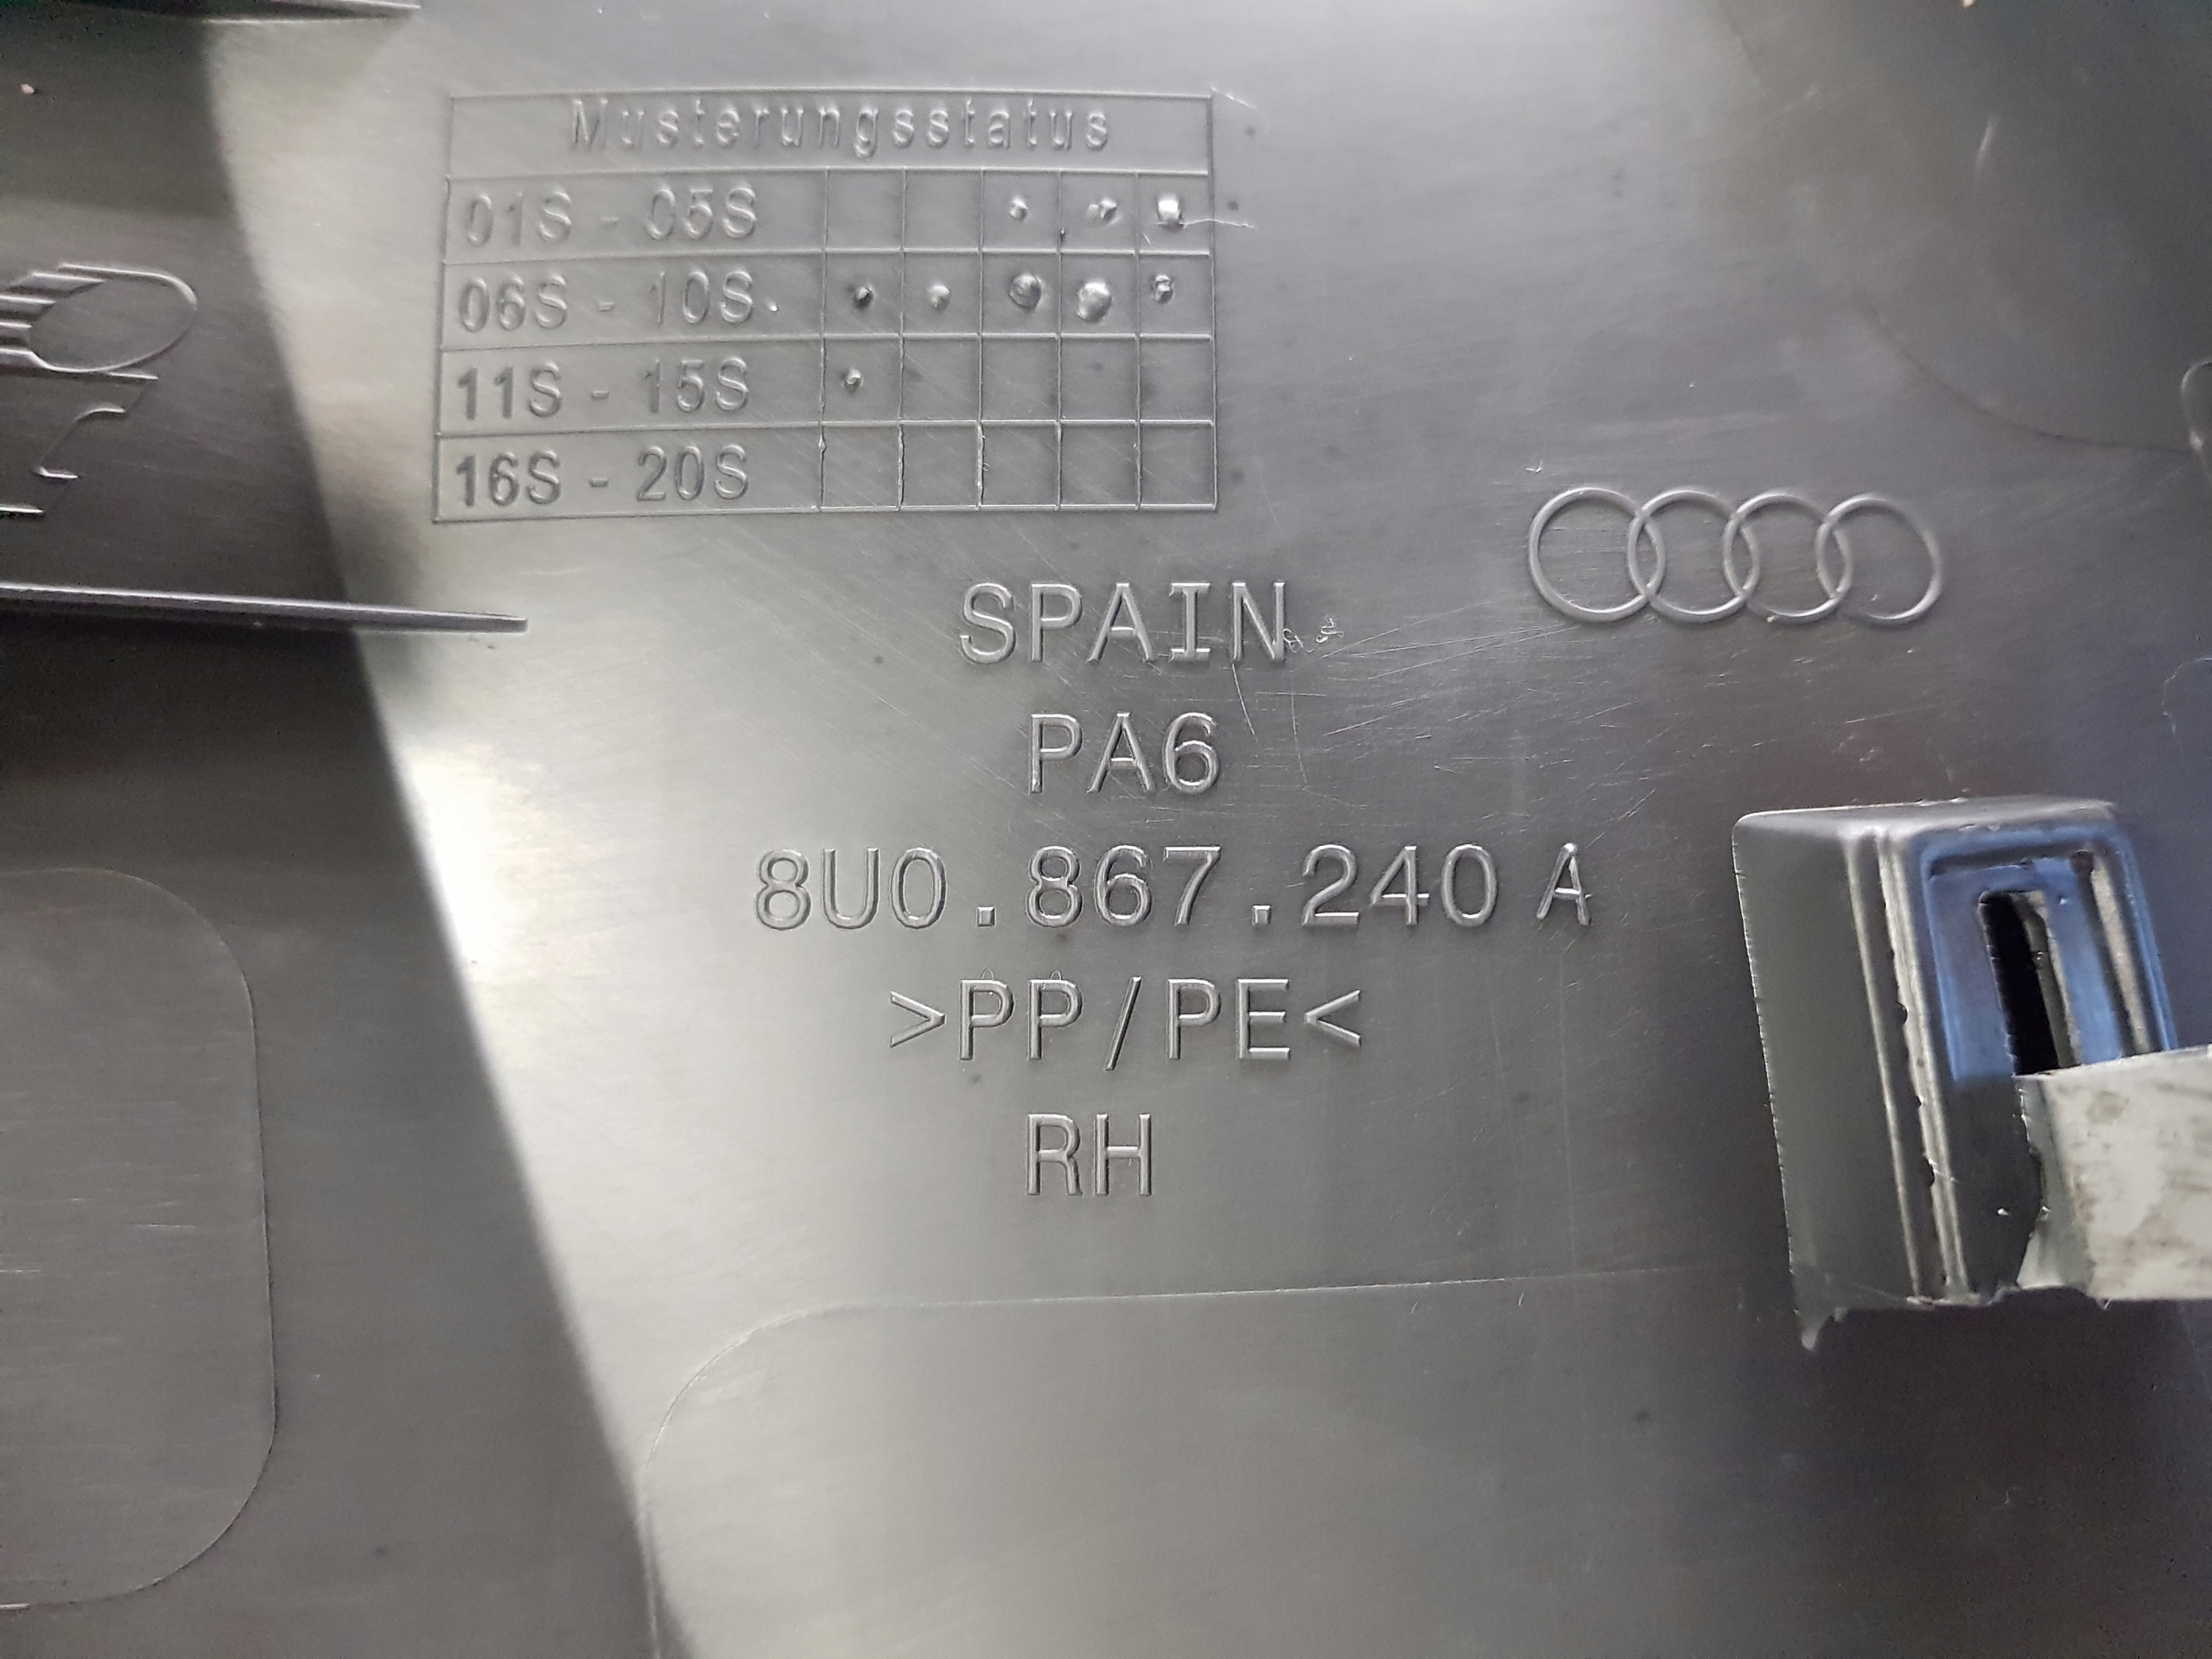 Musterungsstatus
01S - 05S
06S - 10S
11S - 15S
16S - 20S
SPAIN
PA6
8U0.867.240 A
>PP/PE<
RH